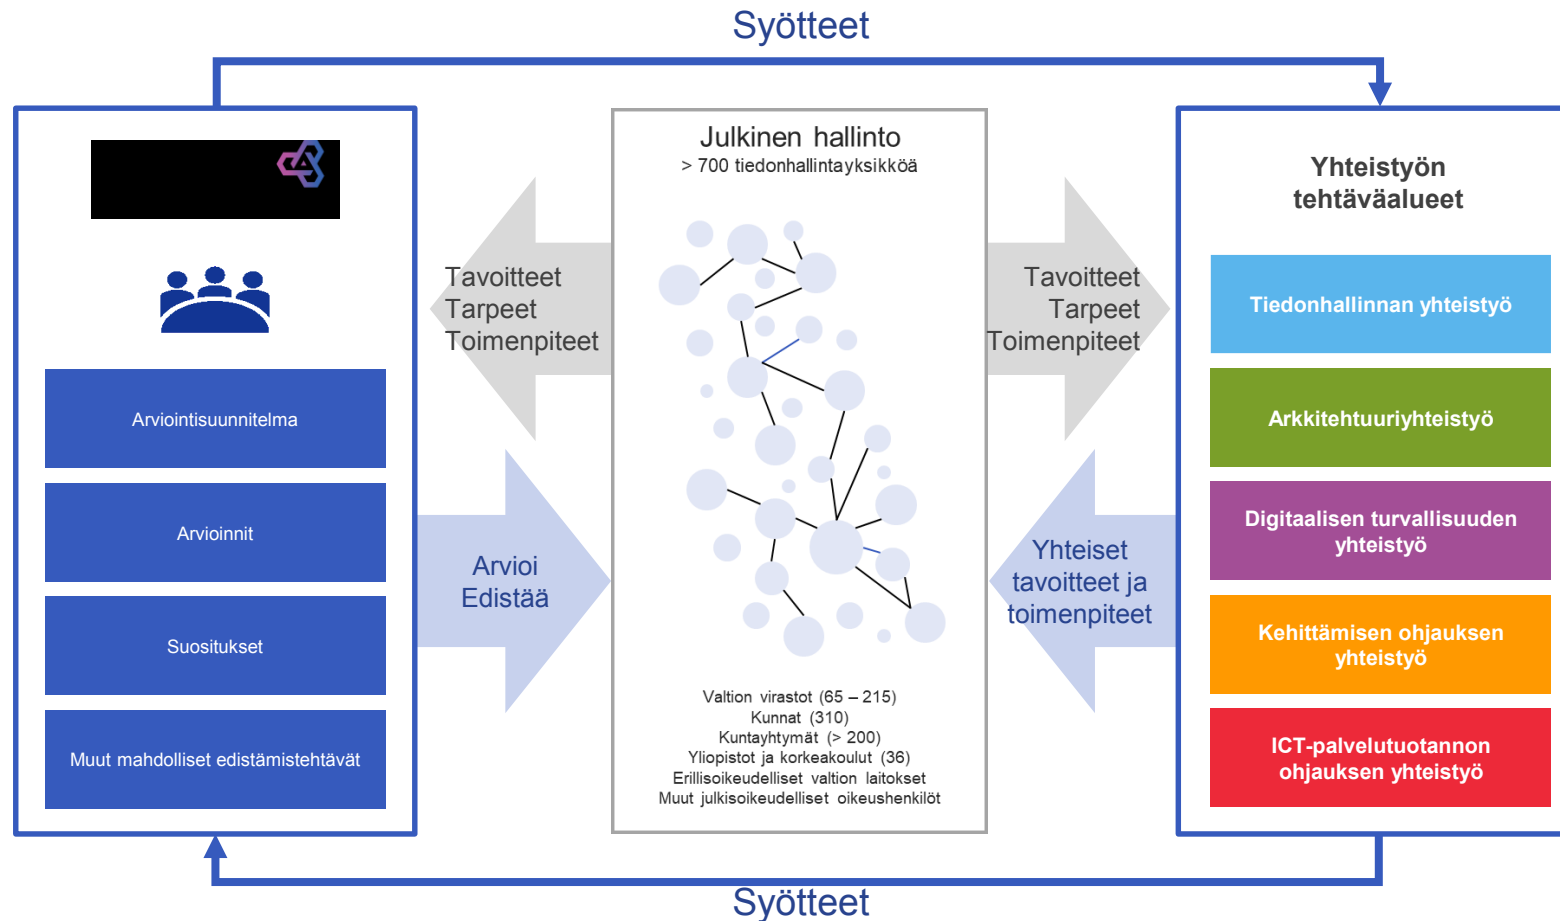 Syötteet
Arviointisuunnitelma
Arvioinnit
Suositukset
Muut mahdolliset edistämistehtävät
Tavoitteet
Tarpeet
Toimenpiteet
Arvioi
Edistää
Julkinen hallinto
> 700 tiedonhallintayksikköä
Valtion virastot (65 – 215)
Kunnat (310)
Kuntayhtymät (> 200)
Yliopistot ja korkeakoulut (36)
Erillisoikeudelliset valtion laitokset
Muut julkisoikeudelliset oikeushenkilöt
Tavoitteet
Tarpeet
Toimenpiteet
Yhteiset
tavoitteet ja
toimenpiteet
Yhteistyön
tehtäväalueet
Tiedonhallinnan yhteistyö
Arkkitehtuuriyhteistyö
Digitaalisen turvallisuuden
yhteistyö
Kehittämisen ohjauksen
yhteistyö
ICT-palvelutuotannon
ohjauksen yhteistyö
Syötteet